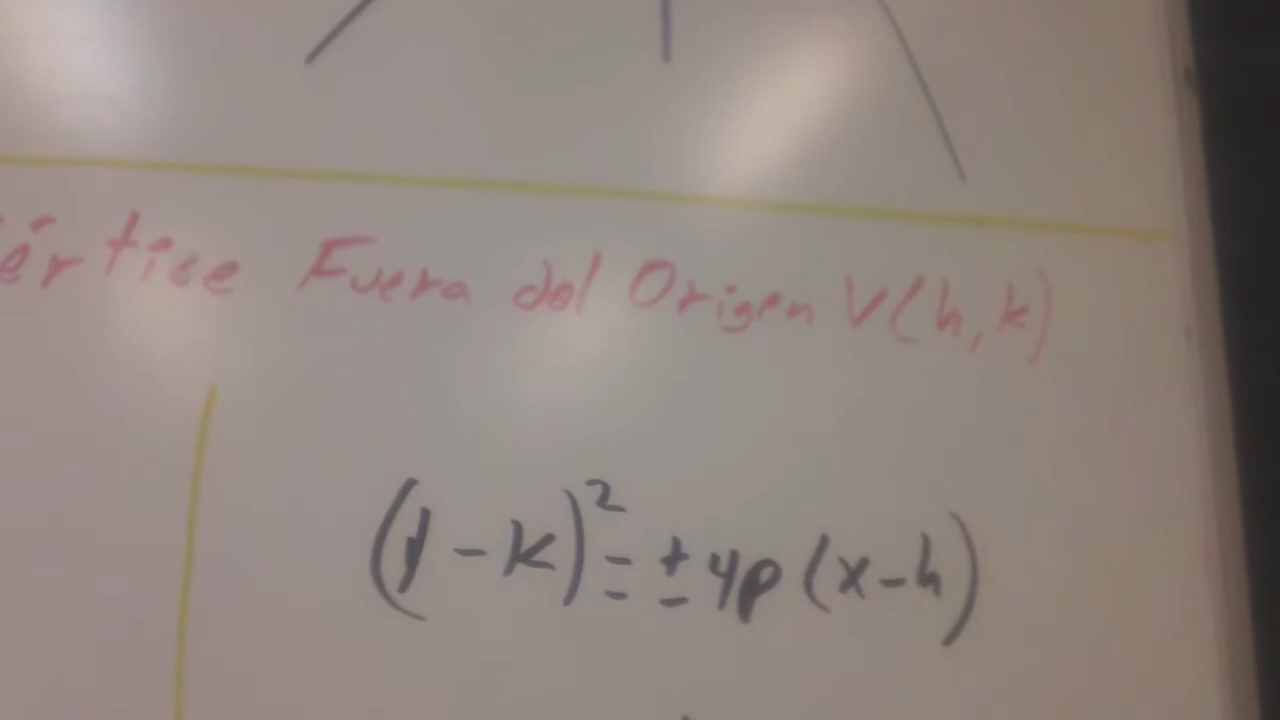 értice Fuera del Origen V(h,k)
(y-k)²=±4p(x-h)